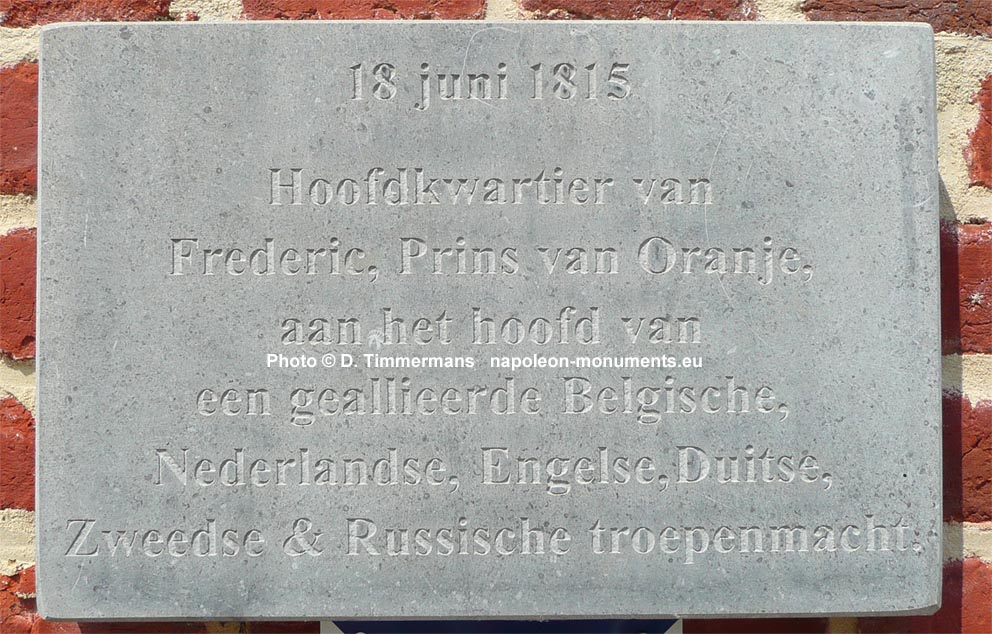 18 juni 1815
Hoofdkwartier van
Frederic, Prins van Oranje,
aan het hoofd van
Photo © D. Timmermans napoleon-monuments.eu
een geallieerde Belgische,
Nederlandse, Engelse,Duitse,
Zweedse & Russische troepenmacht.